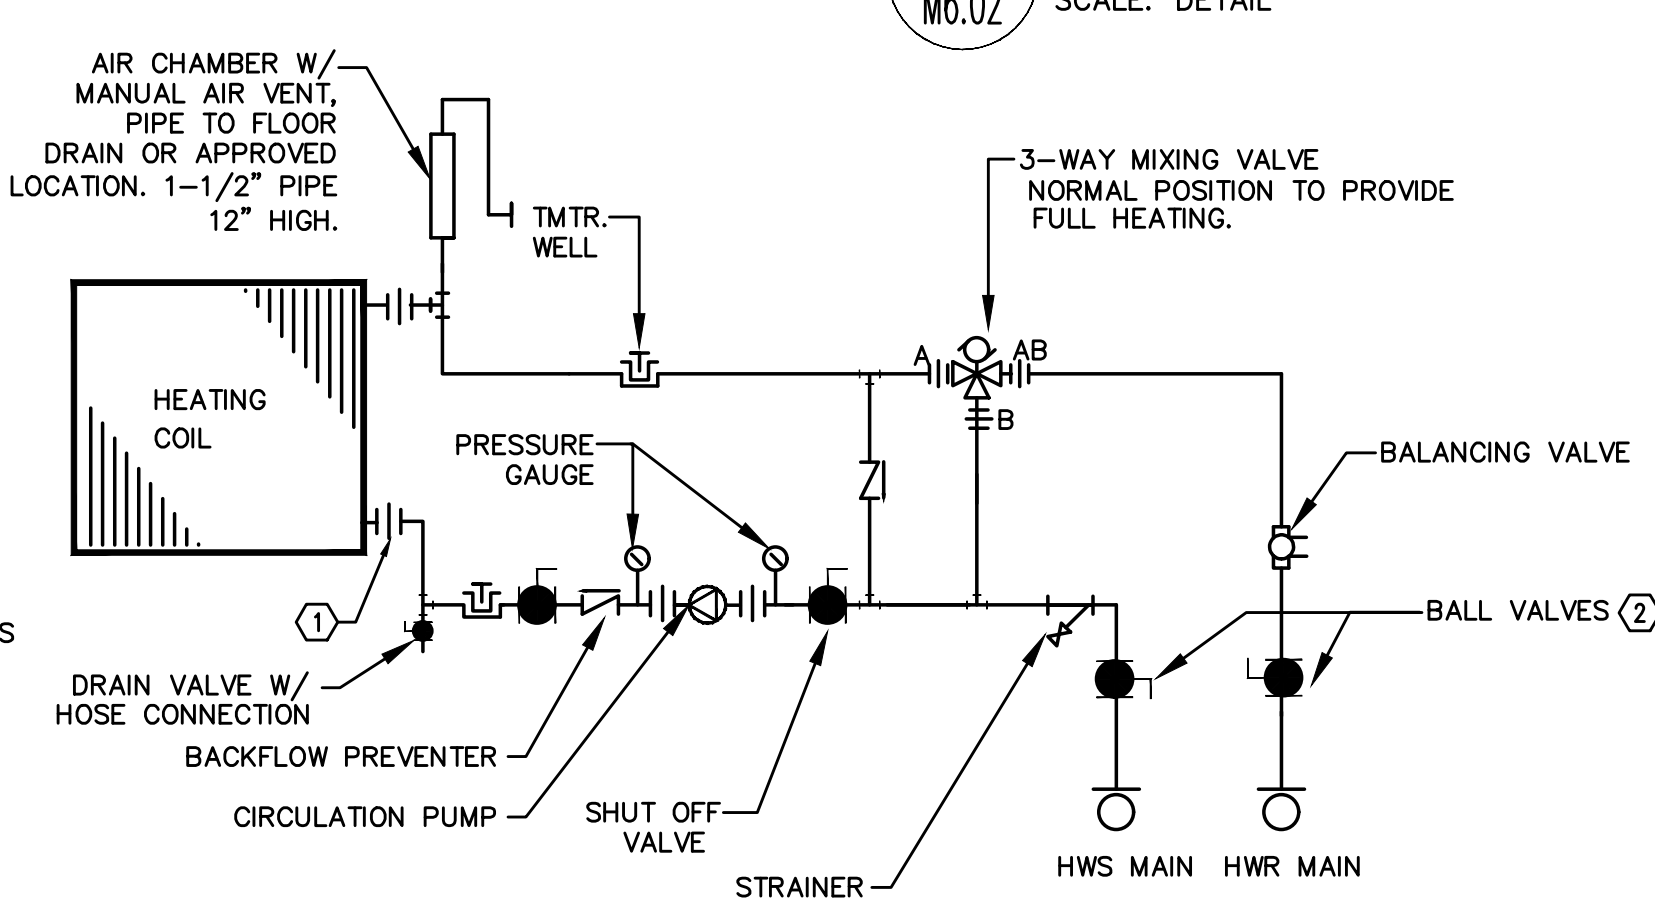 M6.02
SCALE: DETAIL
AIR CHAMBER W/
MANUAL AIR VENT,
PIPE TO FLOOR
DRAIN OR APPROVED
LOCATION. 1-1/2" PIPE
12" HIGH.
TMTR.
WELL
3-WAY MIXING VALVE
NORMAL POSITION TO PROVIDE
FULL HEATING.
A
AB
B
HEATING
COIL
PRESSURE
GAUGE
BALANCING VALVE
1
BALL VALVES 2
S
DRAIN VALVE W/
HOSE CONNECTION
BACKFLOW PREVENTER
CIRCULATION PUMP
SHUT OFF
VALVE
STRAINER
HWS MAIN
HWR MAIN